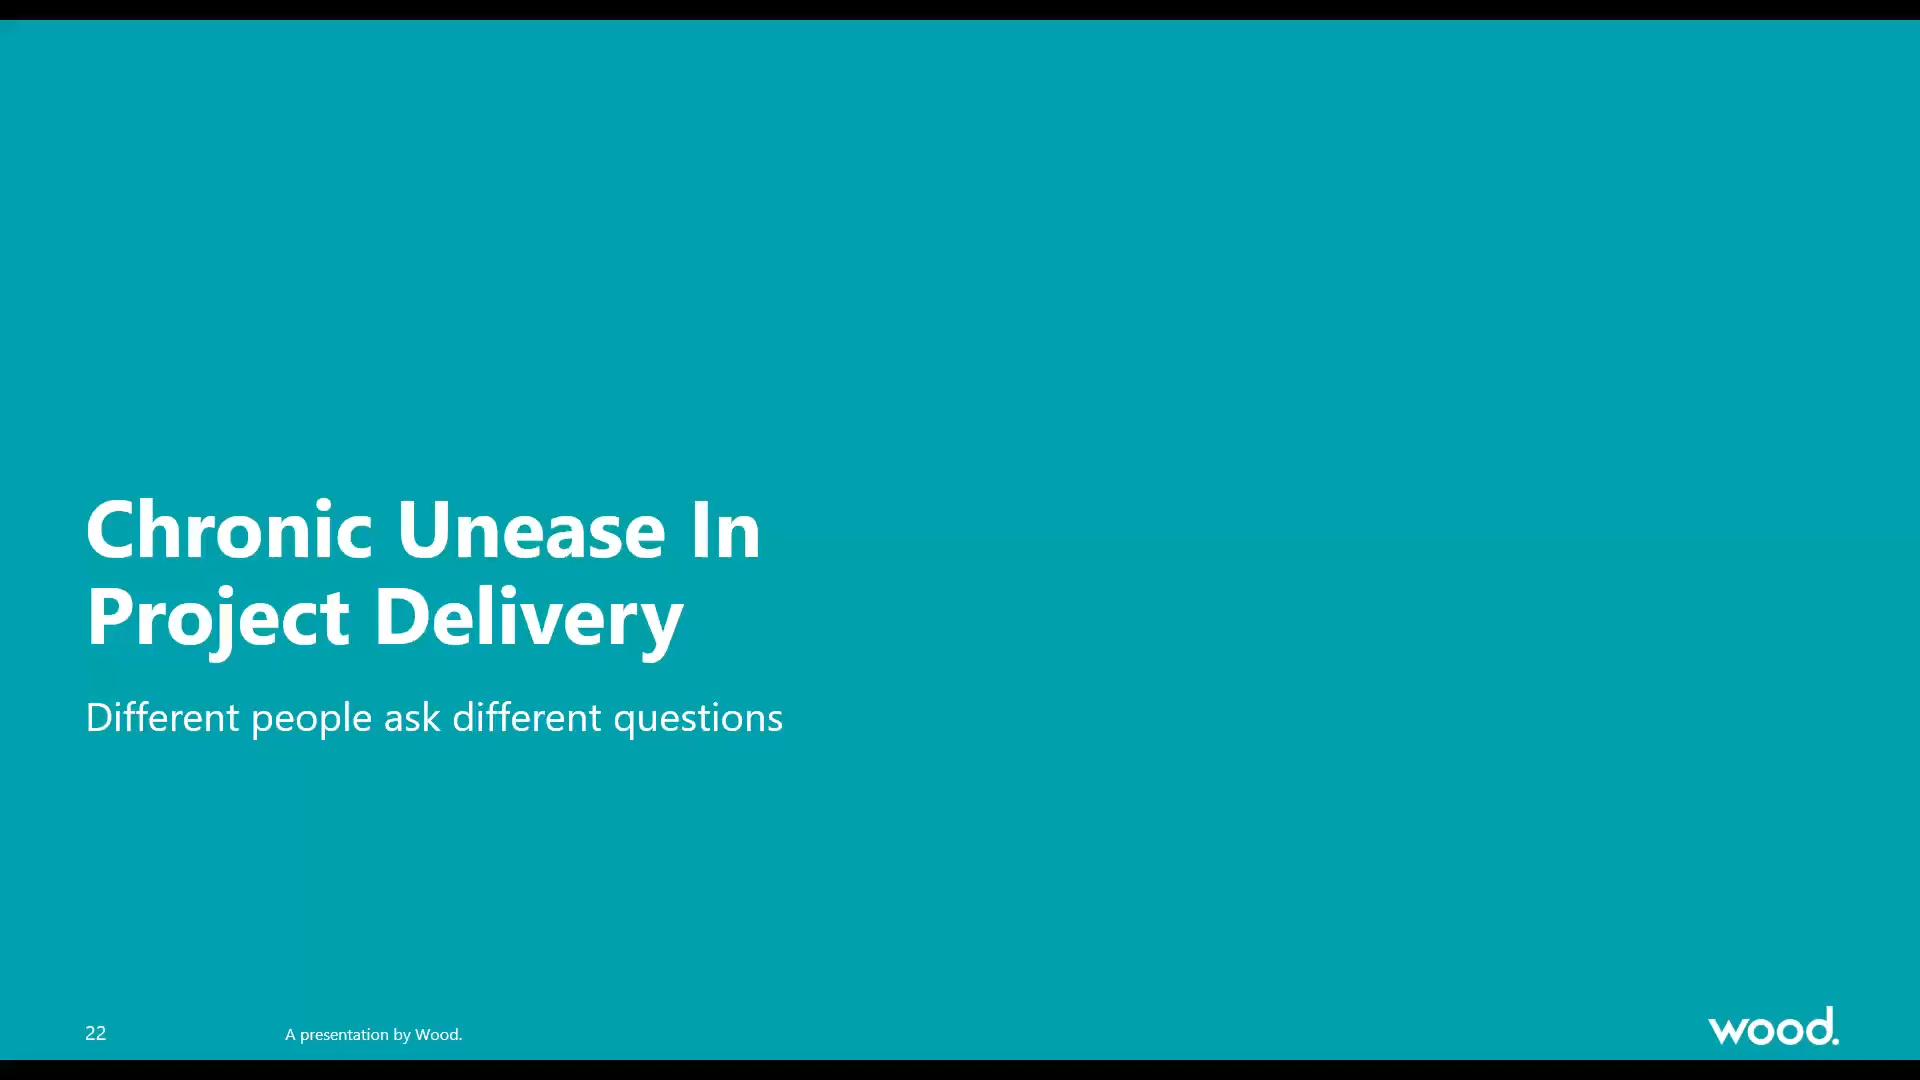 Chronic Unease In
Project Delivery
Different people ask different questions
22
A presentation by Wood.
wood.